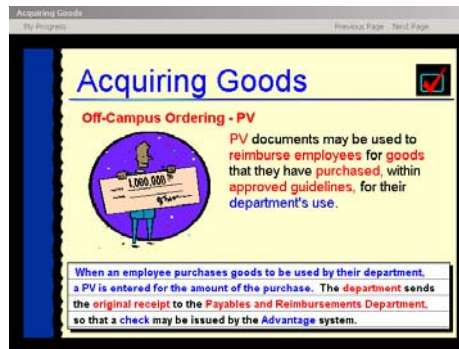 Acquiring Goods
My Progress
Previous Page Next Page
Acquiring Goods
Off-Campus Ordering - PV
PV documents may be used to
reimburse employees for goods
that they have purchased, within
approved guidelines, for their
department's use.
1,000,000
When an employee purchases goods to be used by their department,
a PV is entered for the amount of the purchase. The department sends
the original receipt to the Payables and Reimbursements Department,
so that a check may be issued by the Advantage system.